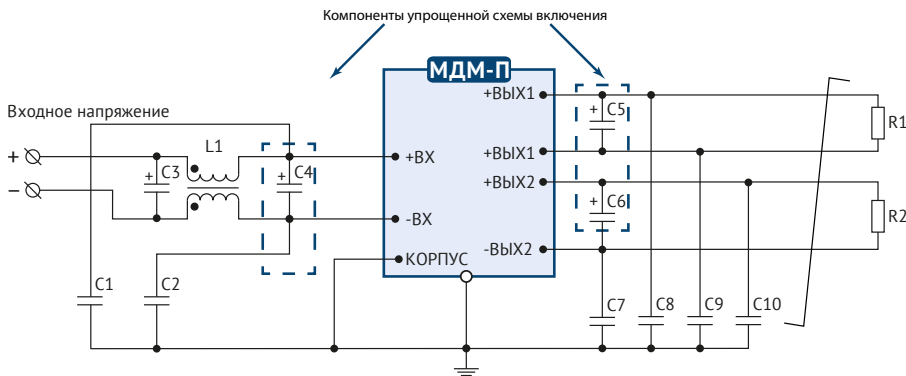 Компоненты упрощенной схемы включения
МДМ-П
Входное напряжение
+ВЫХ1
+ C5
R1
L1
+
+ C3
+ C4
+ВХ
+ВЫХ1
−
+ВЫХ2
+ C6
R2
-ВХ
-ВЫХ2
КОРПУС
C1
C2
C7
C8
C9
C10